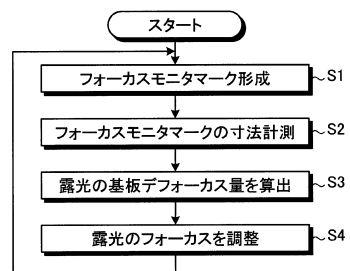 スタート
フォーカスモニタマーク形成 S1
フォーカスモニタマークの寸法計測 S2
露光の基板デフォーカス量を算出 S3
露光のフォーカスを調整 S4